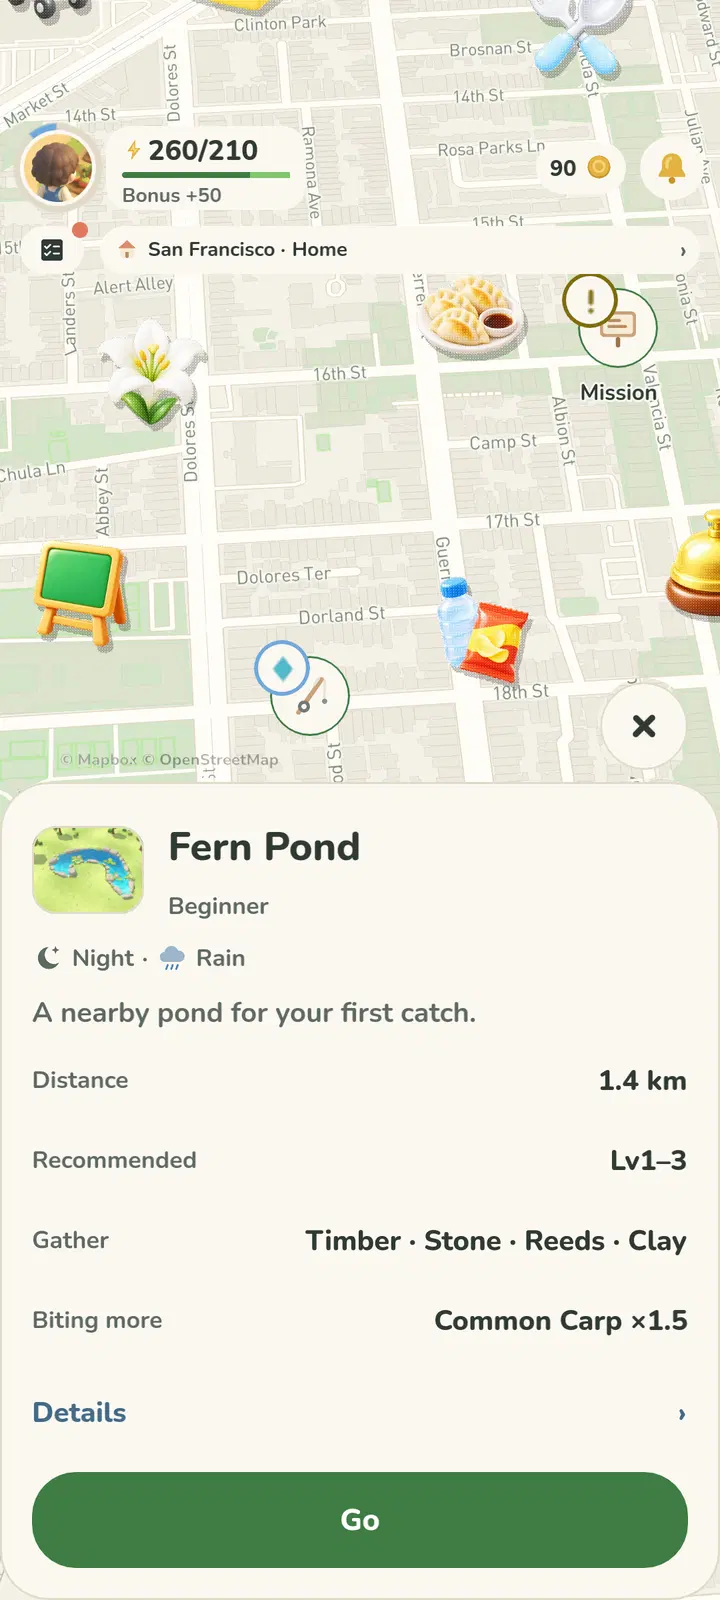 Clinton Park
Brosnan St
Market St
Dolores St
14th St
14th St
Rosa Parks Ln
Ramona Ave
260/210
Bonus +50
90
15th St
San Francisco · Home
›
Landers St
Alert Alley
16th St
Mission
Valencia St
Albion St
Camp St
Dolores S
Chula Ln
Abbey St
17th St
Dolores Ter
Dorland St
18th St
© Mapbox © OpenStreetMap
Fern Pond
Beginner
Night · Rain
A nearby pond for your first catch.
Distance 1.4 km
Recommended Lv1–3
Gather Timber · Stone · Reeds · Clay
Biting more Common Carp ×1.5
Details ›
Go